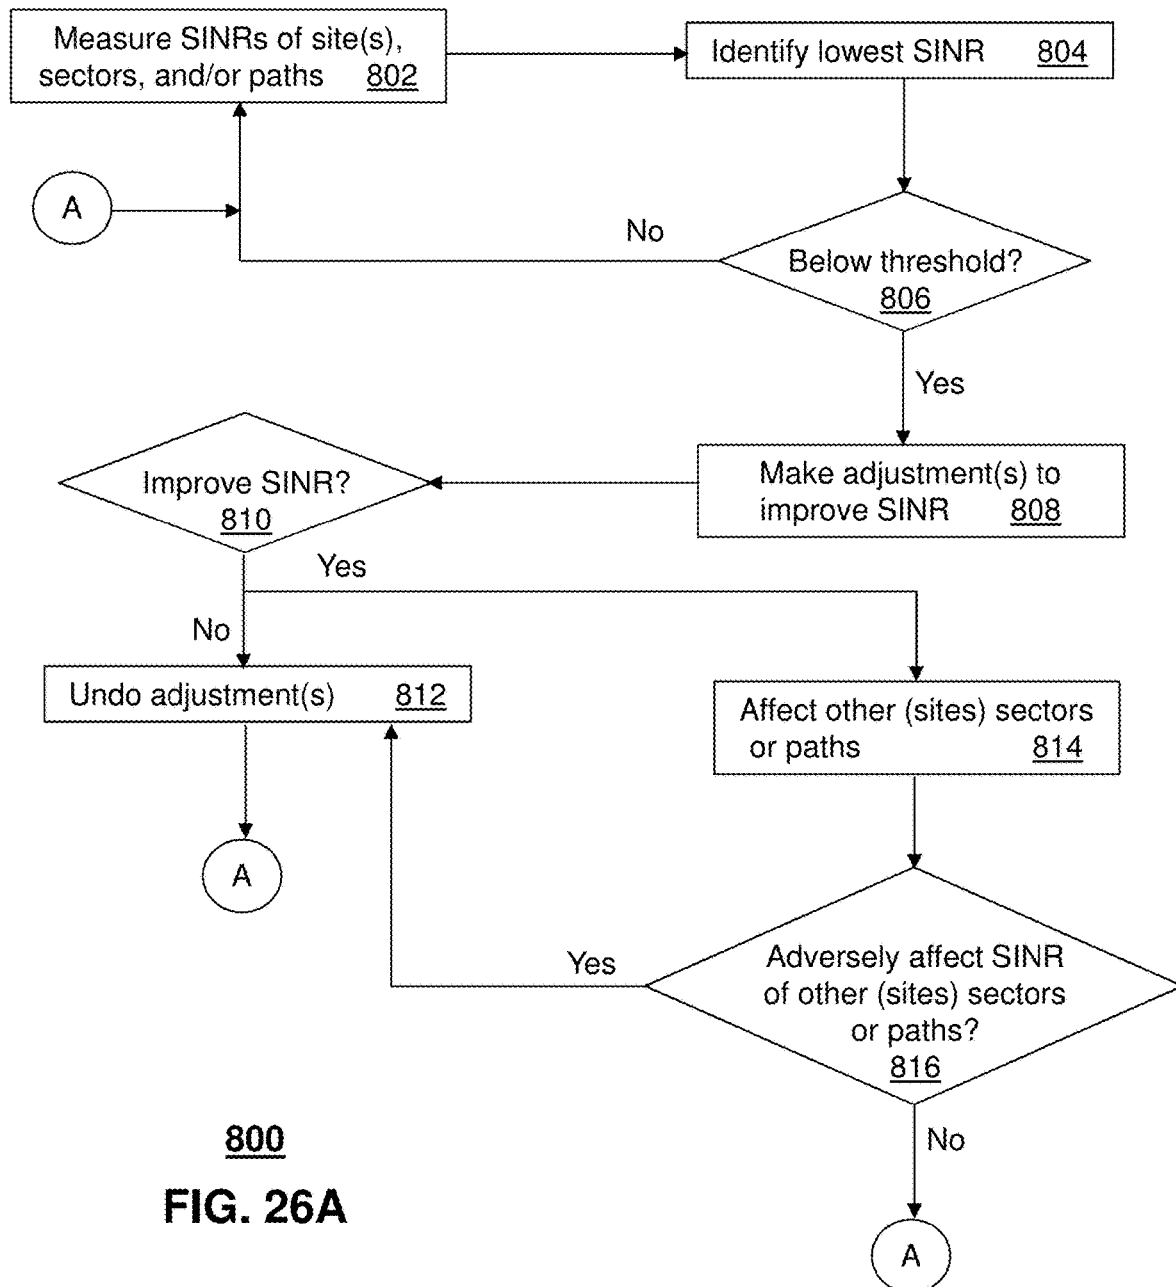 Measure SINRs of site(s),
sectors, and/or paths 802
Identify lowest SINR 804
A
No
Below threshold?
806
Yes
Improve SINR?
810
Make adjustment(s) to
improve SINR 808
Yes
No
Undo adjustment(s) 812
Affect other (sites) sectors
or paths 814
A
Yes
Adversely affect SINR
of other (sites) sectors
or paths?
816
No
800
FIG. 26A
A